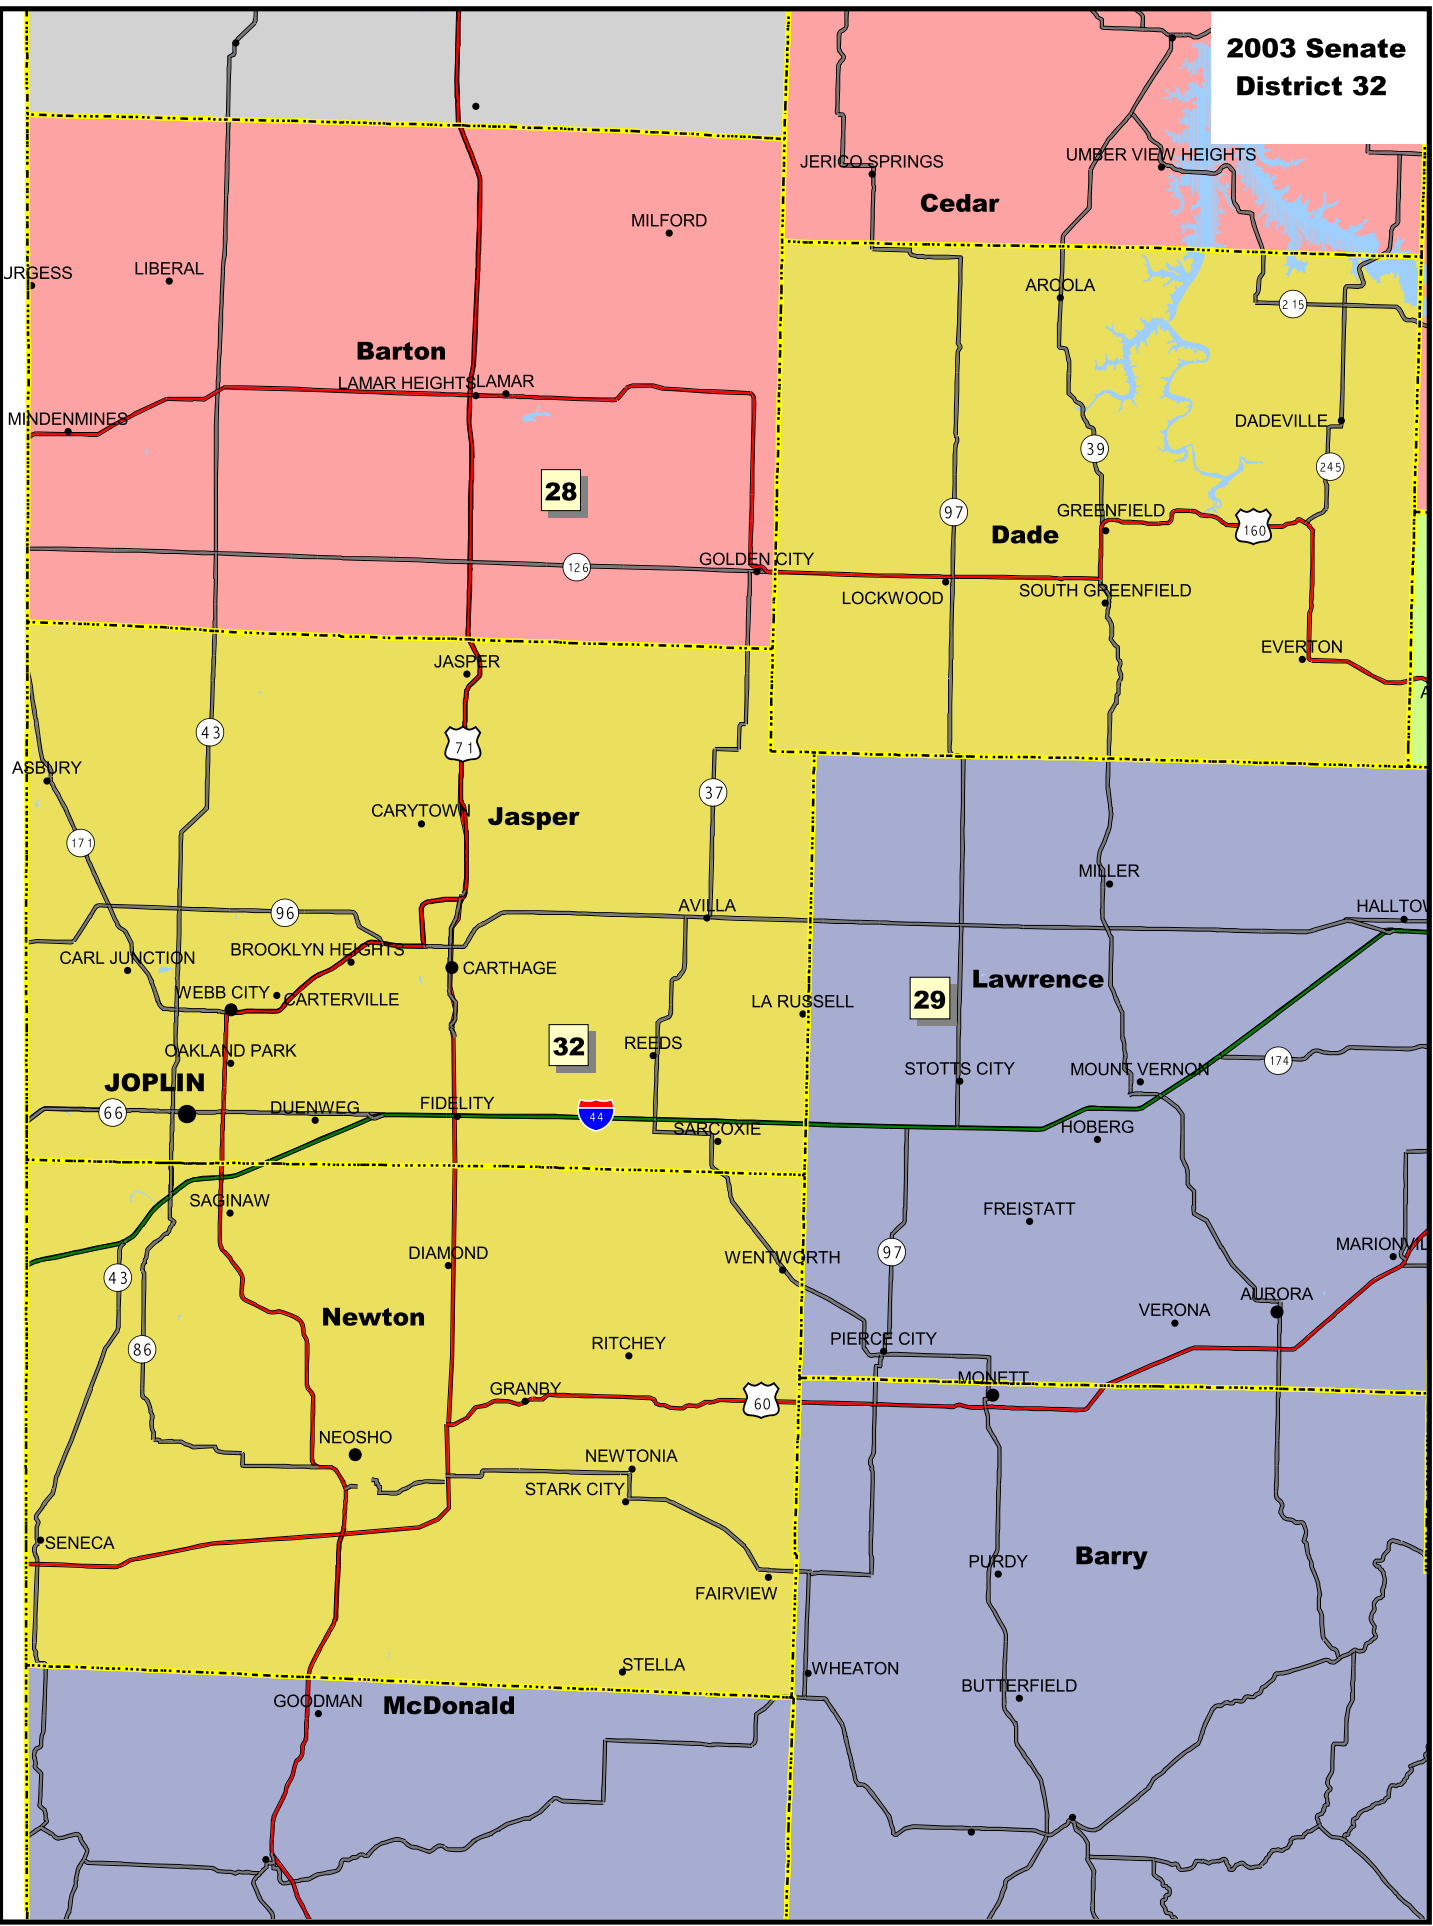 2003 Senate
District 32
JERICO SPRINGS
UMBER VIEW HEIGHTS
Cedar
MILFORD
URGESS
LIBERAL
ARCOLA
215
Barton
LAMAR HEIGHTS
LAMAR
MINDENMINES
DADEVILLE
39
245
28
97
GREENFIELD
160
Dade
GOLDEN CITY
126
LOCKWOOD
SOUTH GREENFIELD
EVERTON
JASPER
A
43
71
ASBURY
37
CARYTOWN
Jasper
171
MILLER
AVILLA
HALLTOW
96
BROOKLYN HEIGHTS
CARL JUNCTION
CARTHAGE
Lawrence
WEBB CITY
CARTERVILLE
LA RUSSELL
29
32
REEDS
OAKLAND PARK
174
STOTTS CITY
MOUNT VERNON
JOPLIN
66
DUENWEG
FIDELITY
44
SARCOXIE
HOBERG
SAGINAW
FREISTATT
DIAMOND
WENTWORTH
97
MARIONVIL
43
AURORA
Newton
VERONA
86
RITCHEY
PIERCE CITY
MONETT
GRANBY
60
NEOSHO
NEWTONIA
STARK CITY
SENECA
Barry
PURDY
FAIRVIEW
STELLA
WHEATON
BUTTERFIELD
GOODMAN
McDonald